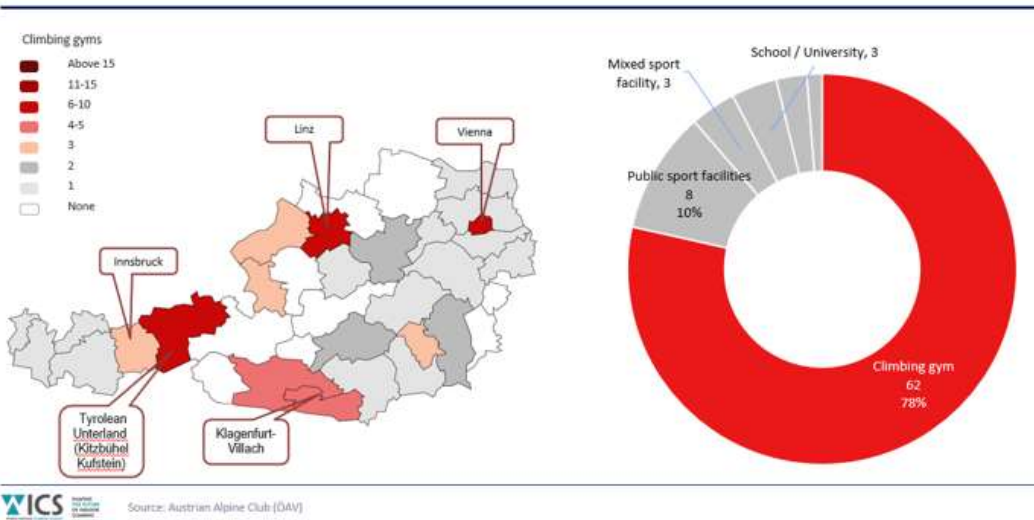 Climbing gyms
Above 15
11-15
6-10
4-5
3
2
1
None
Linz
Vienna
Innsbruck
Tyrolean
Unterland
(Kitzbühel
Kufstein)
Klagenfurt-
Villach
School / University, 3
Mixed sport
facility, 3
Public sport facilities
8
10%
Climbing gym
62
78%
WICS
Source: Austrian Alpine Club (ÖAV)